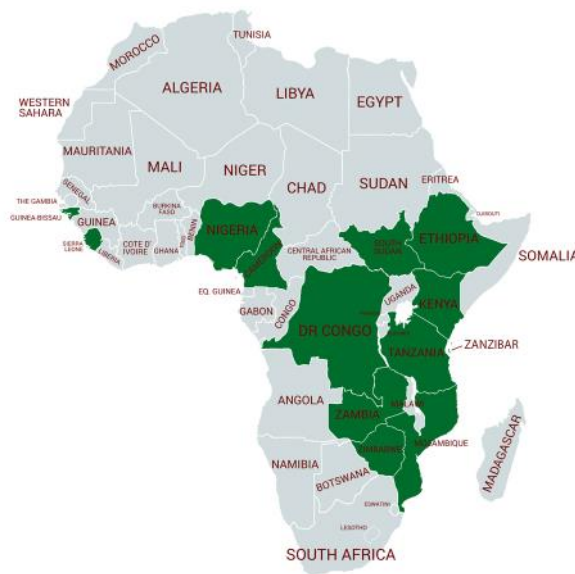 TUNISIA
MOROCCO
ALGERIA
LIBYA
EGYPT
WESTERN
SAHARA
MAURITANIA
MALI
NIGER
CHAD
SUDAN
ERITREA
SENEGAL
THE GAMBIA
GUINEA-BISSAU
GUINEA
BURKINA
FASO
BENIN
NIGERIA
DJIBOUTI
SIERRA
LEONE
LIBERIA
COTE D'
IVOIRE
GHANA
TOGO
CAMEROON
CENTRAL AFRICAN
REPUBLIC
SOUTH
SUDAN
ETHIOPIA
SOMALIA
EQ. GUINEA
GABON
CONGO
DR CONGO
UGANDA
KENYA
TANZANIA
ZANZIBAR
ANGOLA
ZAMBIA
MALAWI
MOZAMBIQUE
ZIMBABWE
NAMIBIA
BOTSWANA
MADAGASCAR
ESWATINI
LESOTHO
SOUTH AFRICA